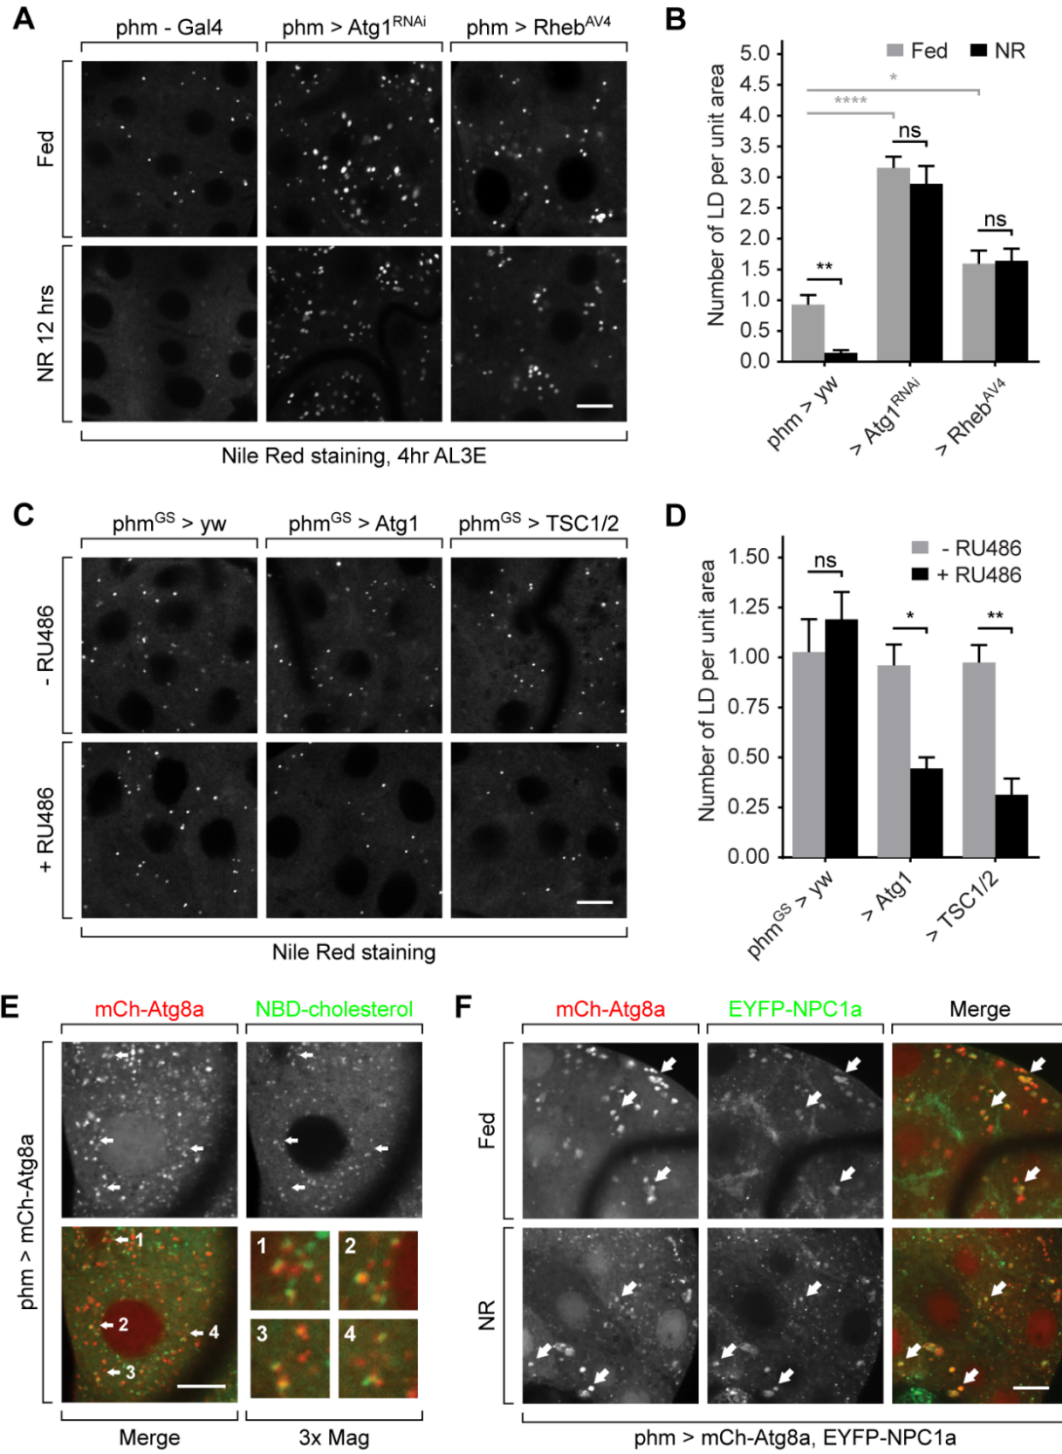 A
phm - Gal4 phm > Atg1RNAi phm > RhebAV4
Fed
NR 12 hrs
Nile Red staining, 4hr AL3E
B
Number of LD per unit area
5.0
4.5
4.0
3.5
3.0
2.5
2.0
1.5
1.0
0.5
0.0
Fed NR
*
****
ns
ns
**
phm > yw
> Atg1RNAi
> RhebAV4
C
phmGS > yw phmGS > Atg1 phmGS > TSC1/2
- RU486
+ RU486
Nile Red staining
D
Number of LD per unit area
1.50
1.25
1.00
0.75
0.50
0.25
0.00
- RU486
+ RU486
ns
*
**
phmGS > yw
> Atg1
> TSC1/2
E
mCh-Atg8a NBD-cholesterol
phm > mCh-Atg8a
1
2
3
4
1 2
3 4
Merge 3x Mag
F
mCh-Atg8a EYFP-NPC1a Merge
Fed
NR
phm > mCh-Atg8a, EYFP-NPC1a